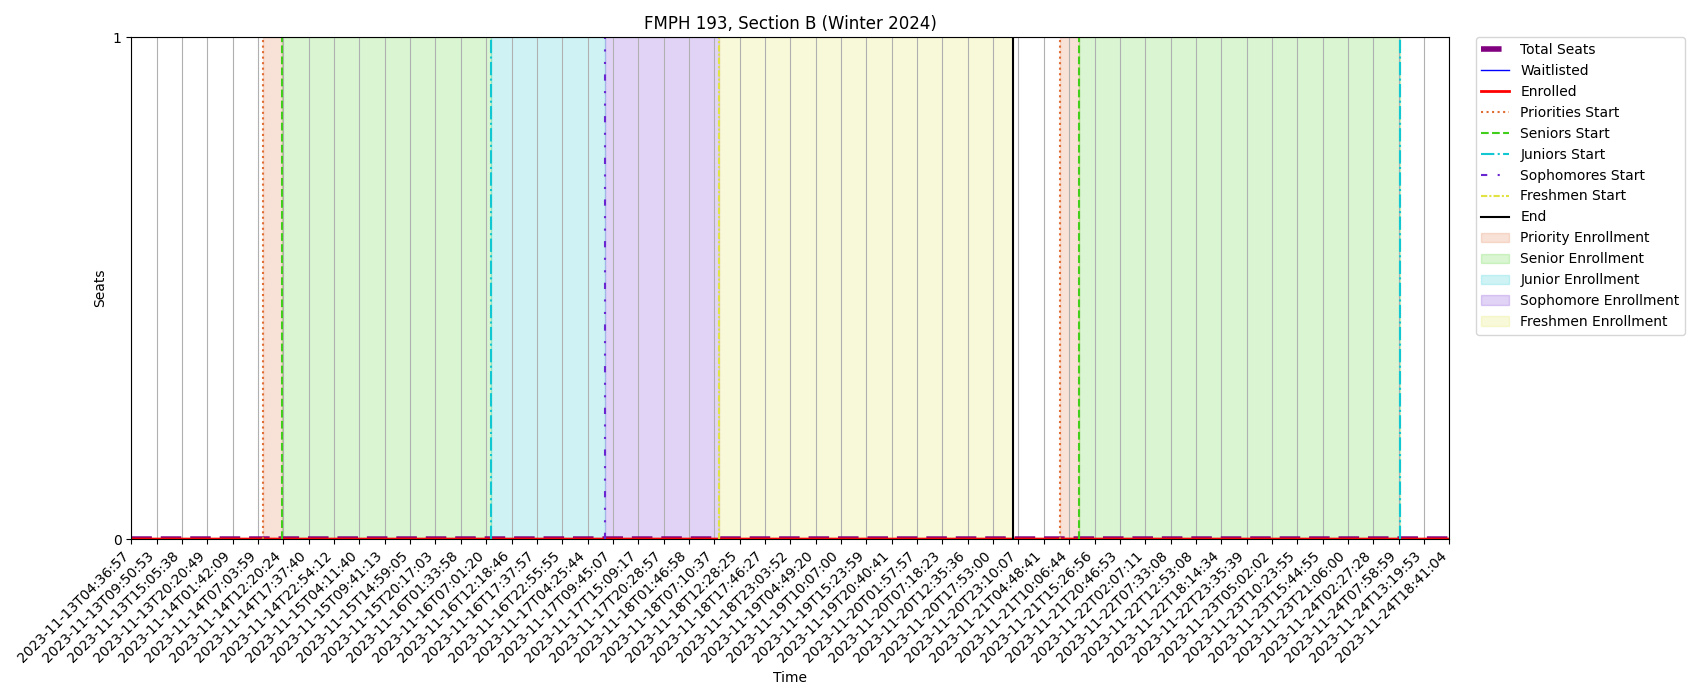 FMPH 193, Section B (Winter 2024)
1
0
Seats
2023-11-13T04:36:57
2023-11-13T09:50:53
2023-11-13T15:05:38
2023-11-13T20:20:49
2023-11-14T01:42:09
2023-11-14T07:03:59
2023-11-14T12:20:24
2023-11-14T17:37:40
2023-11-14T22:54:12
2023-11-15T04:11:40
2023-11-15T09:41:13
2023-11-15T14:59:05
2023-11-15T20:17:03
2023-11-16T01:33:58
2023-11-16T07:01:20
2023-11-16T12:18:46
2023-11-16T17:37:57
2023-11-16T22:55:55
2023-11-17T04:25:44
2023-11-17T09:45:07
2023-11-17T15:09:17
2023-11-17T20:28:57
2023-11-18T01:46:58
2023-11-18T07:10:37
2023-11-18T12:28:25
2023-11-18T17:46:27
2023-11-18T23:03:52
2023-11-19T04:49:20
2023-11-19T10:07:00
2023-11-19T15:23:59
2023-11-19T20:40:41
2023-11-20T01:57:57
2023-11-20T07:18:23
2023-11-20T12:35:36
2023-11-20T17:53:00
2023-11-20T23:10:07
2023-11-21T04:48:41
2023-11-21T10:06:44
2023-11-21T15:26:56
2023-11-21T20:46:53
2023-11-22T02:07:11
2023-11-22T07:33:08
2023-11-22T12:53:08
2023-11-22T18:14:34
2023-11-22T23:35:39
2023-11-23T05:02:02
2023-11-23T10:23:55
2023-11-23T15:44:55
2023-11-23T21:06:00
2023-11-24T02:27:28
2023-11-24T07:58:59
2023-11-24T13:19:53
2023-11-24T18:41:04
Time
Total Seats
Waitlisted
Enrolled
Priorities Start
Seniors Start
Juniors Start
Sophomores Start
Freshmen Start
End
Priority Enrollment
Senior Enrollment
Junior Enrollment
Sophomore Enrollment
Freshmen Enrollment